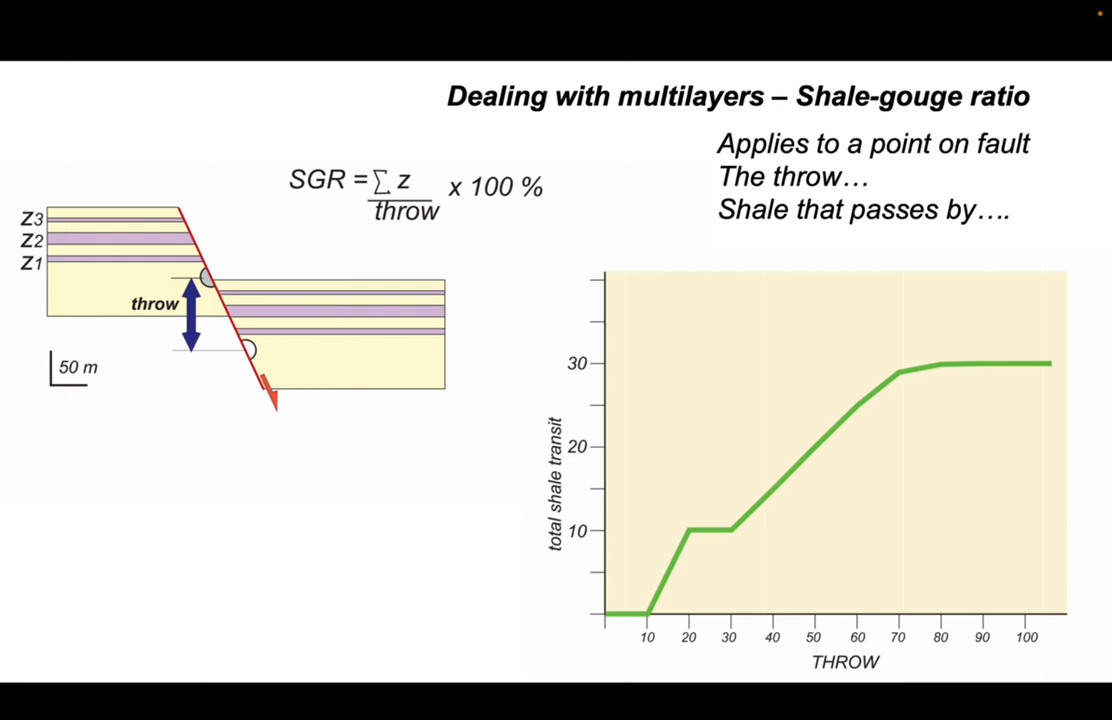 Dealing with multilayers – Shale-gouge ratio
Applies to a point on fault
The throw…
Shale that passes by….
SGR = ∑ z
throw
x 100 %
Z3
Z2
Z1
throw
50 m
30
20
10
total shale transit
10 20 30 40 50 60 70 80 90 100
THROW